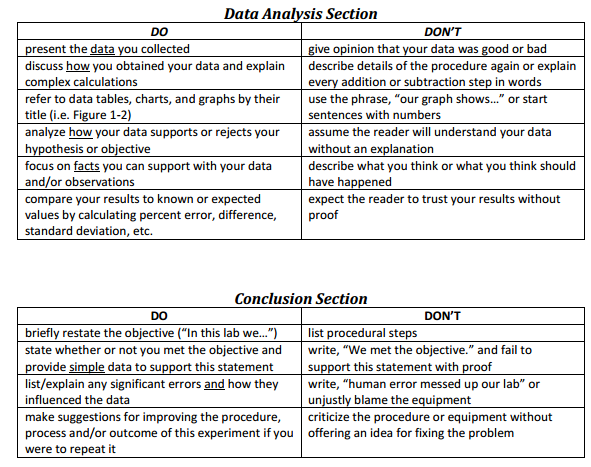 Data Analysis Section
DO
DON'T
present the data you collected
give opinion that your data was good or bad
discuss how you obtained your data and explain
complex calculations
describe details of the procedure again or explain
every addition or subtraction step in words
refer to data tables, charts, and graphs by their
title (i.e. Figure 1-2)
use the phrase, “our graph shows…” or start
sentences with numbers
analyze how your data supports or rejects your
hypothesis or objective
assume the reader will understand your data
without an explanation
focus on facts you can support with your data
and/or observations
describe what you think or what you think should
have happened
compare your results to known or expected
values by calculating percent error, difference,
standard deviation, etc.
expect the reader to trust your results without
proof
Conclusion Section
DO
DON'T
briefly restate the objective (“In this lab we…”)
list procedural steps
state whether or not you met the objective and
provide simple data to support this statement
write, “We met the objective.” and fail to
support this statement with proof
list/explain any significant errors and how they
influenced the data
write, “human error messed up our lab” or
unjustly blame the equipment
make suggestions for improving the procedure,
process and/or outcome of this experiment if you
were to repeat it
criticize the procedure or equipment without
offering an idea for fixing the problem